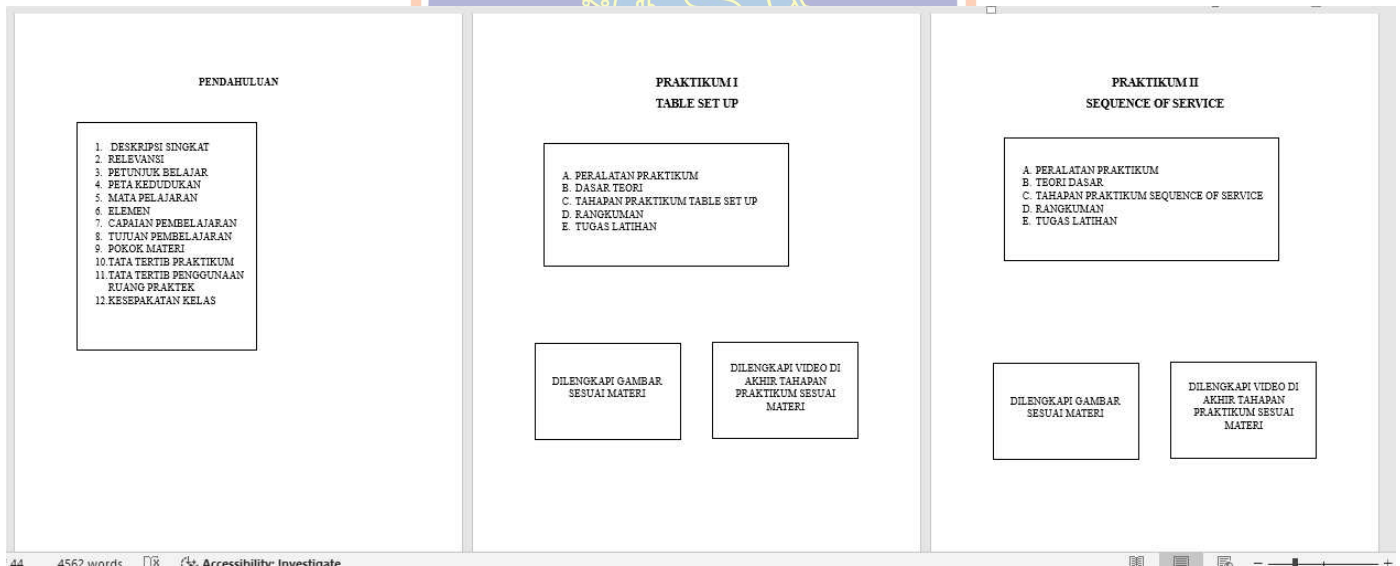 PENDAHULUAN
1. DESKRIPSI SINGKAT
2. RELEVANSI
3. PETUNJUK BELAJAR
4. PETA KEDUDUKAN
5. MATA PELAJARAN
6. ELEMEN
7. CAPAIAN PEMBELAJARAN
8. TUJUAN PEMBELAJARAN
9. POKOK MATERI
10.TATA TERTIB PRAKTIKUM
11.TATA TERTIB PENGGUNAAN
RUANG PRAKTEK
12.KESEPAKATAN KELAS
PRAKTIKUM I
TABLE SET UP
A. PERALATAN PRAKTIKUM
B. DASAR TEORI
C. TAHAPAN PRAKTIKUM TABLE SET UP
D. RANGKUMAN
E. TUGAS LATIHAN
DILENGKAPI GAMBAR
SESUAI MATERI
DILENGKAPI VIDEO DI
AKHIR TAHAPAN
PRAKTIKUM SESUAI
MATERI
PRAKTIKUM II
SEQUENCE OF SERVICE
A. PERALATAN PRAKTIKUM
B. TEORI DASAR
C. TAHAPAN PRAKTIKUM SEQUENCE OF SERVICE
D. RANGKUMAN
E. TUGAS LATIHAN
DILENGKAPI GAMBAR
SESUAI MATERI
DILENGKAPI VIDEO DI
AKHIR TAHAPAN
PRAKTIKUM SESUAI
MATERI
44 4562 words Accessibility: Investigate